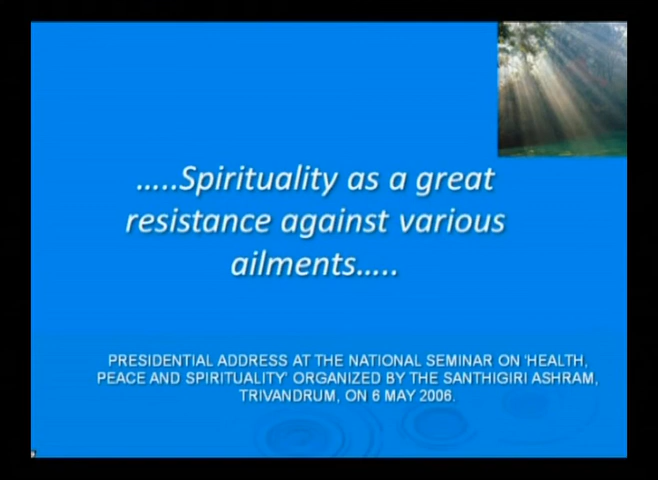 .....Spirituality as a great
resistance against various
ailments.....
PRESIDENTIAL ADDRESS AT THE NATIONAL SEMINAR ON 'HEALTH,
PEACE AND SPIRITUALITY' ORGANIZED BY THE SANTHIGIRI ASHRAM,
TRIVANDRUM, ON 6 MAY 2006.